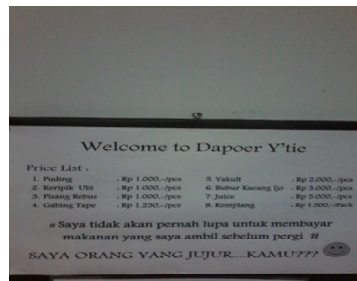 Welcome to Dapoer Y'tie
Price List :
1. Puding . Rp 1.000,-/pcs 5. Yakult . Rp 2.000,-/pcs
2. Keripik Ubi . Rp 1.000,-/pcs 6. Bubur Kacang Ijo . Rp 3.000,-/pcs
3. Pisang Rebus . Rp 1.000,-/pcs 7. Juice . Rp 5.000,-/pcs
4. Gabing Tape . Rp 1.250,-/pcs 8. Kemplang . Rp 1.500,-/Pack
# Saya tidak akan pernah lupa untuk membayar
makanan yang saya ambil sebelum pergi #
SAYA ORANG YANG JUJUR....KAMU???